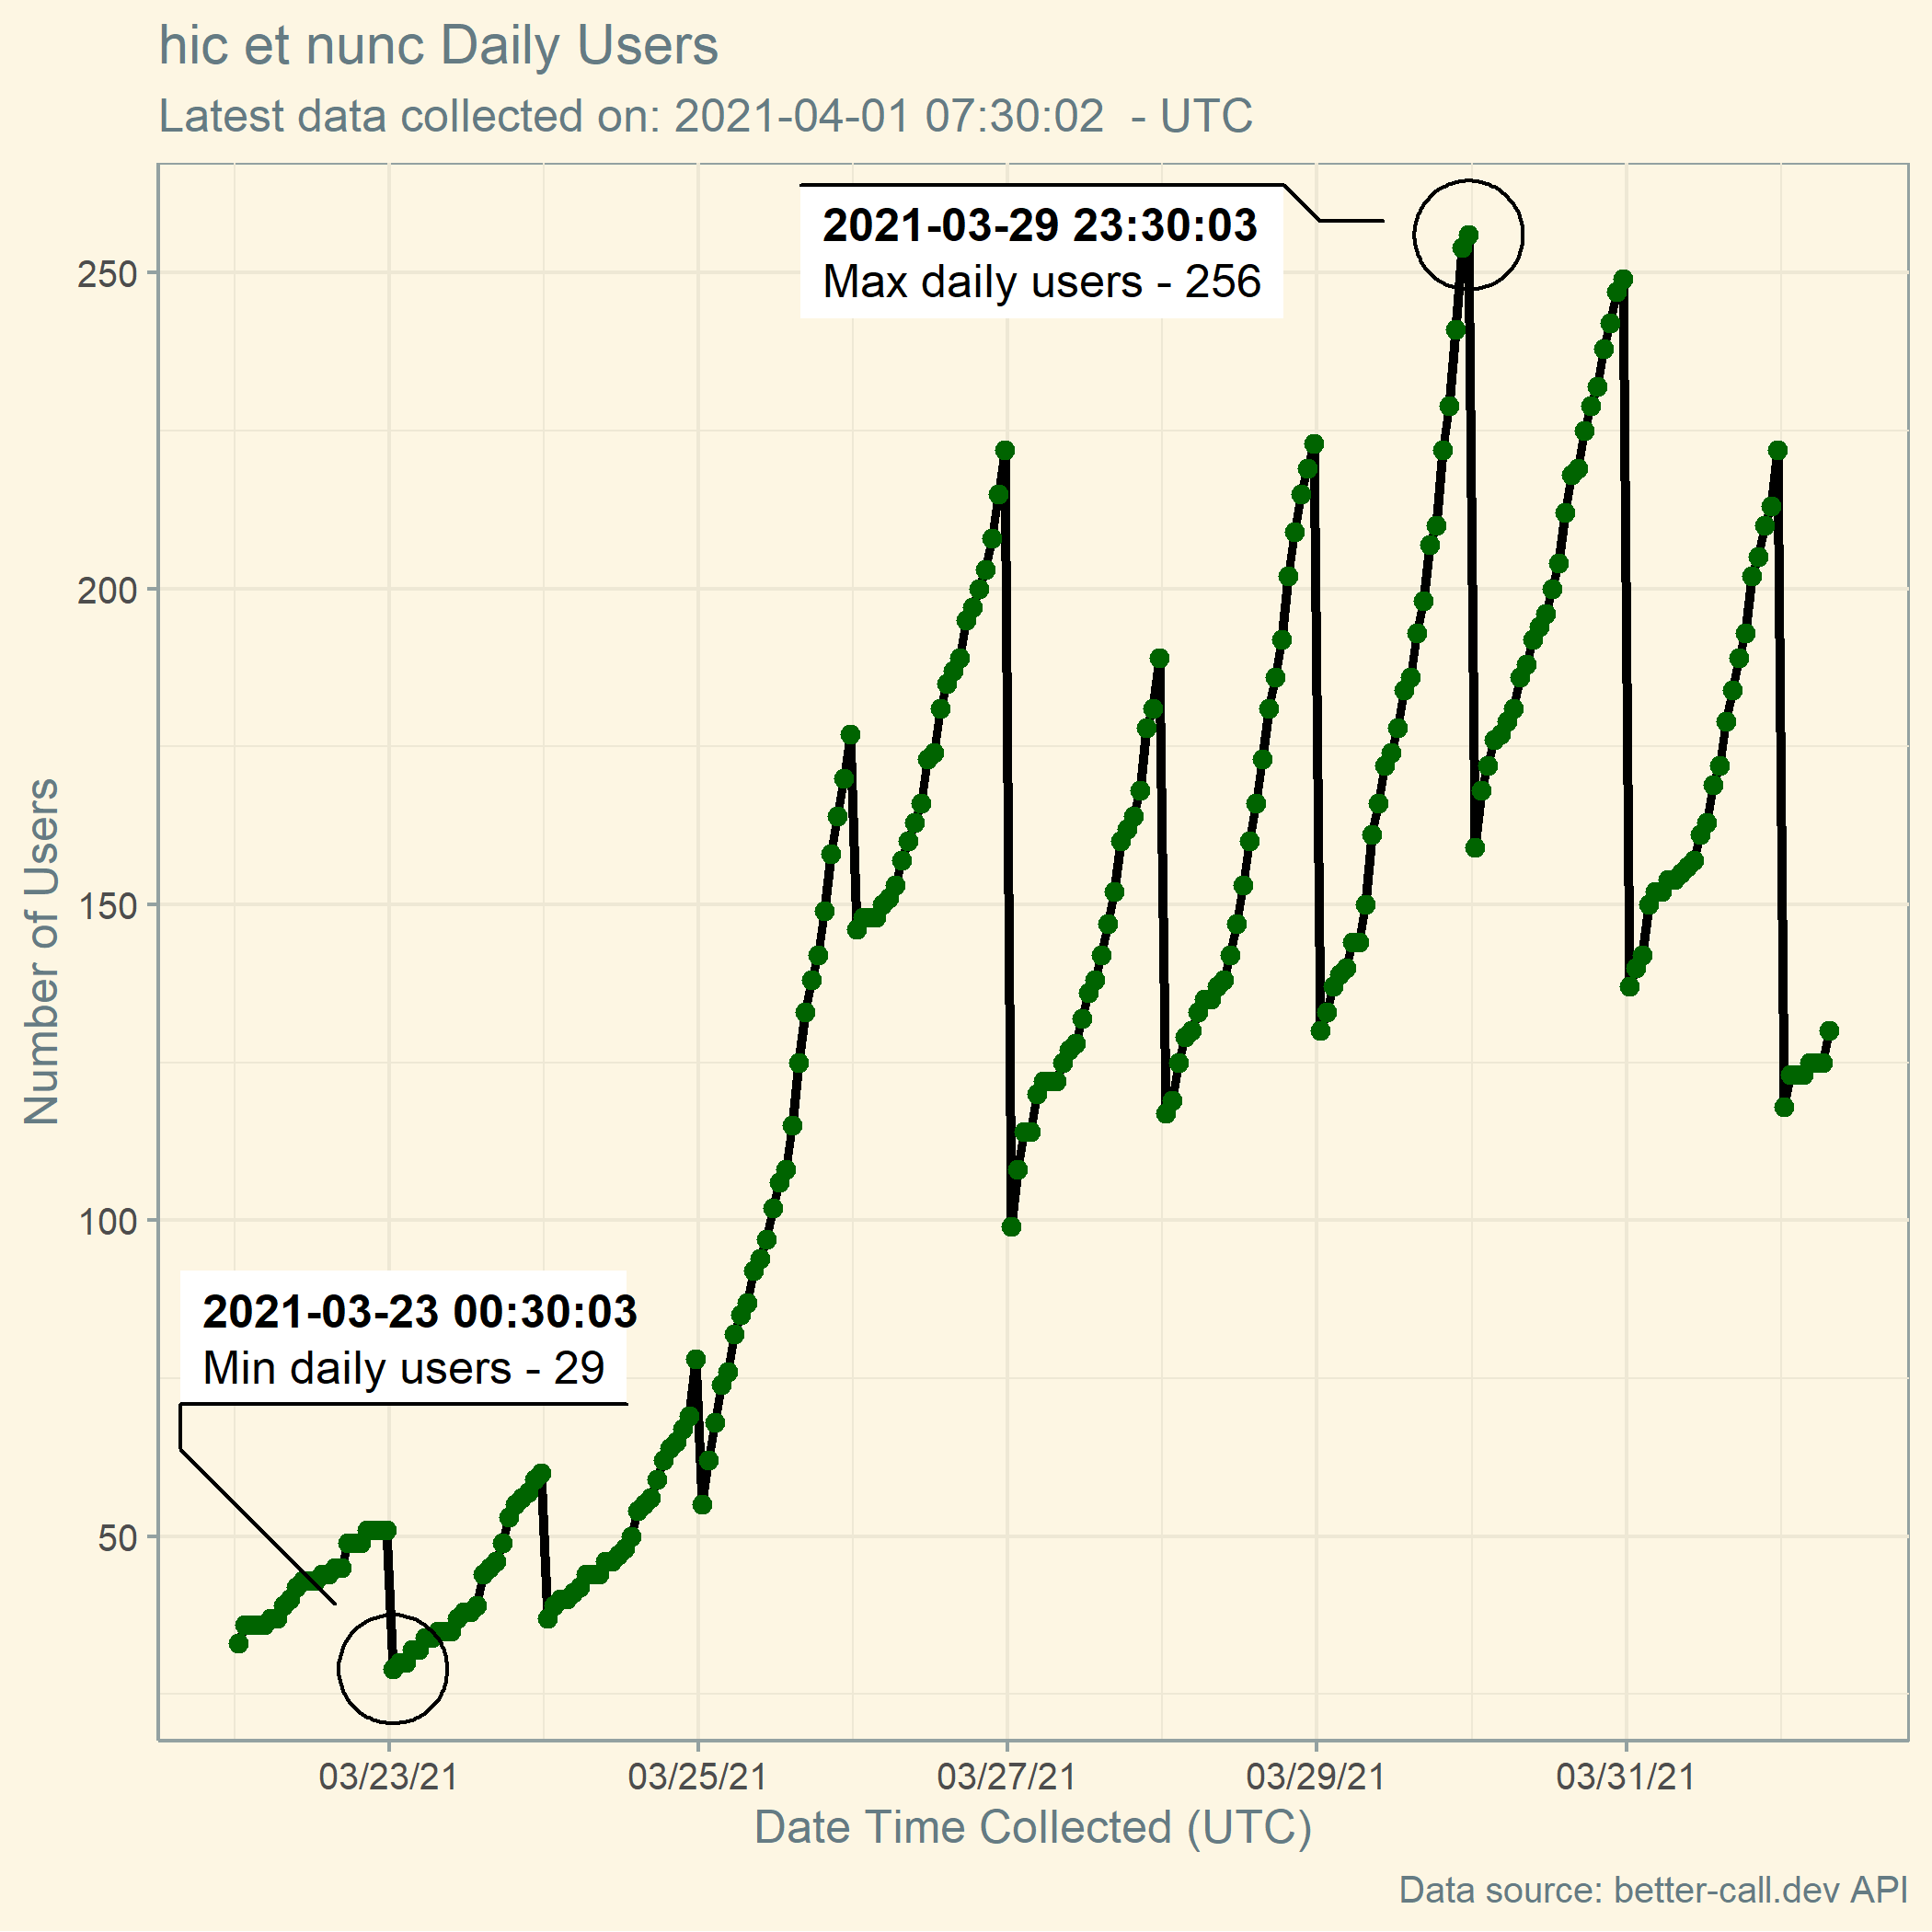 hic et nunc Daily Users
Latest data collected on: 2021-04-01 07:30:02  - UTC
2021-03-29 23:30:03
Max daily users - 256
250
200
150
100
50
Number of Users
2021-03-23 00:30:03
Min daily users - 29
03/23/21
03/25/21
03/27/21
03/29/21
03/31/21
Date Time Collected (UTC)
Data source: better-call.dev API